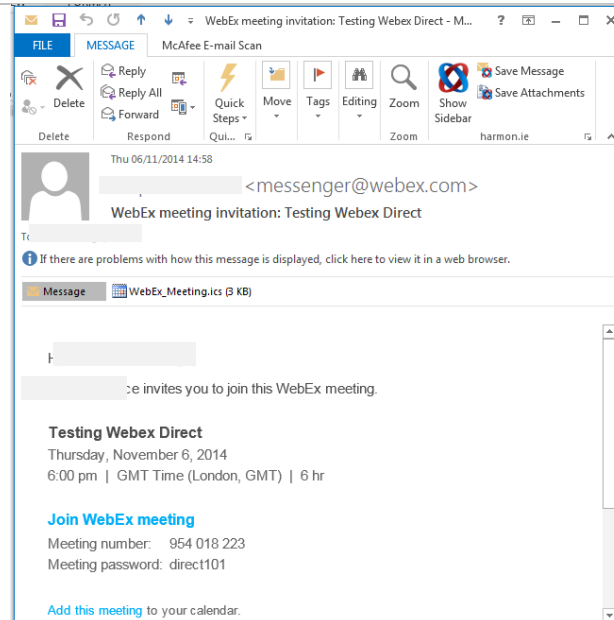 WebEx meeting invitation: Testing Webex Direct - M...
FILE MESSAGE McAfee E-mail Scan
Delete
Reply
Reply All
Forward
Quick Steps
Move
Tags
Editing
Zoom
Show Sidebar
Save Message
Save Attachments
Delete Respond Qui... Zoom harmon.ie
Thu 06/11/2014 14:58
<messenger@webex.com>
WebEx meeting invitation: Testing Webex Direct
If there are problems with how this message is displayed, click here to view it in a web browser.
Message WebEx_Meeting.ics (3 KB)
invites you to join this WebEx meeting.
Testing Webex Direct
Thursday, November 6, 2014
6:00 pm | GMT Time (London, GMT) | 6 hr
Join WebEx meeting
Meeting number: 954 018 223
Meeting password: direct101
Add this meeting to your calendar.